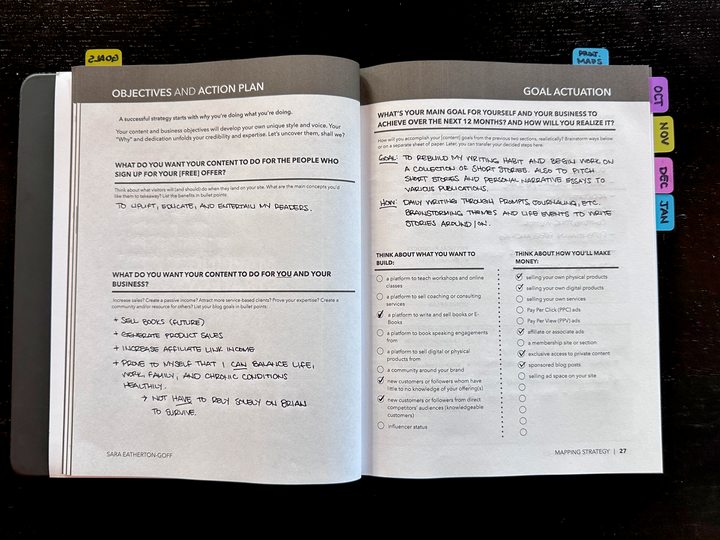 GOALS
OBJECTIVES AND ACTION PLAN
A successful strategy starts with why you're doing what you're doing.
Your content and business objectives will develop your own unique style and voice. Your
"Why" and dedication unfolds your credibility and expertise. Let's uncover them, shall we?
WHAT DO YOU WANT YOUR CONTENT TO DO FOR THE PEOPLE WHO
SIGN UP FOR YOUR [FREE] OFFER?
Think about what visitors will (and should) do when they land on your site. What are the main concepts you'd
like them to takeaway? List the benefits in bullet points.
TO UPLIFT, EDUCATE, AND ENTERTAIN MY READERS.
WHAT DO YOU WANT YOUR CONTENT TO DO FOR YOU AND YOUR
BUSINESS?
Increase sales? Create a passive income? Attract more service-based clients? Prove your expertise? Create a
community and/or resource for others? List your blog goals in bullet points.
+ SELL BOOKS (FUTURE)
+ GENERATE PRODUCT SALES
+ INCREASE AFFILIATE LINK INCOME
+ PROVE TO MYSELF THAT I CAN BALANCE LIFE,
WORK, FAMILY, AND CHRONIC CONDITIONS
HEALTHILY.
→ NOT HAVE TO RELY SOLELY ON BRIAN
TO SURVIVE.
SARA EATHERTON-GOFF
PROJ.
MAPS
GOAL ACTUATION
WHAT'S YOUR MAIN GOAL FOR YOURSELF AND YOUR BUSINESS TO
ACHIEVE OVER THE NEXT 12 MONTHS? AND HOW WILL YOU REALIZE IT?
How will you accomplish your [content] goals from the previous two sections, realistically? Brainstorm ways below
or on a separate sheet of paper. Later, you can transfer your decided steps here.
GOAL: TO REBUILD MY WRITING HABIT AND BEGIN WORK ON
A COLLECTION OF SHORT STORIES. ALSO TO PITCH
SHORT STORIES AND PERSONAL NARRATIVE ESSAYS TO
VARIOUS PUBLICATIONS.
HOW: DAILY WRITING THROUGH PROMPTS, JOURNALING, ETC.
BRAINSTORMING THEMES AND LIFE EVENTS TO WRITE
STORIES AROUND/ON.
THINK ABOUT WHAT YOU WANT TO
BUILD:
a platform to teach workshops and online
classes
a platform to sell coaching or consulting
services
a platform to write and sell books or E-
Books
a platform to book speaking engagements
from
a platform to sell digital or physical
products from
a community around your brand
new customers or followers whom have
little to no knowledge of your offering(s)
new customers or followers from direct
competitors' audiences (knowledgeable
customers)
influencer status
THINK ABOUT HOW YOU'LL MAKE
MONEY:
selling your own physical products
selling your own digital products
selling your own services
Pay Per Click (PPC) ads
Pay Per View (PPV) ads
affiliate or associate ads
a membership site or section
exclusive access to private content
sponsored blog posts
selling ad space on your site
MAPPING STRATEGY | 27
OCT
NOV
DEC
JAN